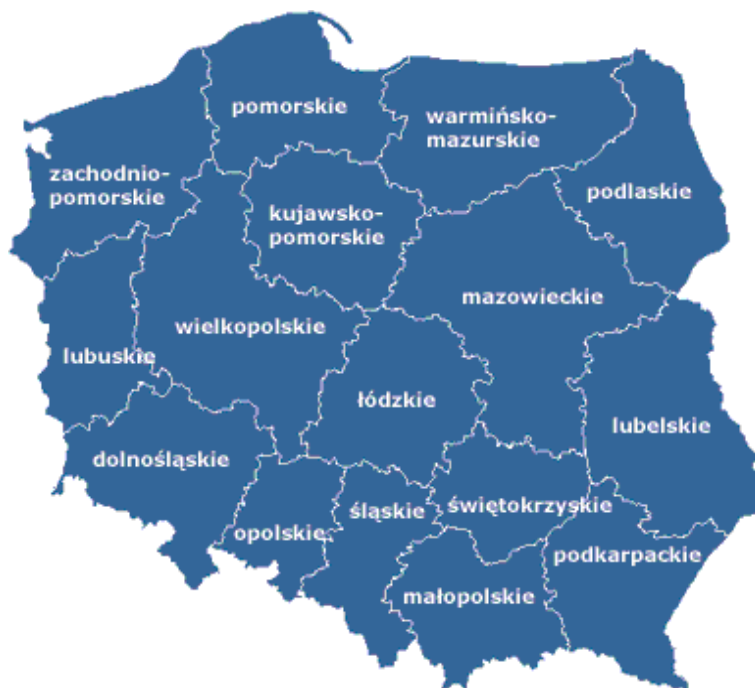 pomorskie
warmińsko-
mazurskie
zachodnio-
pomorskie
podlaskie
kujawsko-
pomorskie
mazowieckie
wielkopolskie
lubuskie
łódzkie
lubelskie
dolnośląskie
świętokrzyskie
śląskie
opolskie
podkarpackie
małopolskie